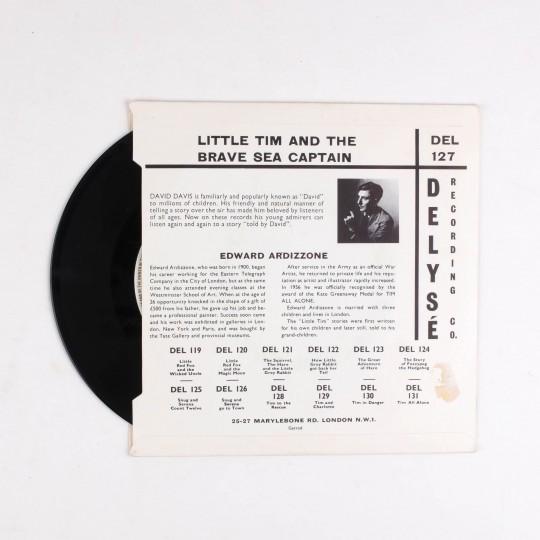 LITTLE TIM AND THE
BRAVE SEA CAPTAIN
DEL
127
DELYSÉ
RECORDING CO.
DAVID DAVIS is familiarly and popularly known as "David"
to millions of children. His friendly and natural manner of
telling a story over the air has made him beloved by listeners
of all ages. Now on these records his young admirers can
listen again and again to a story "told by David".
EDWARD ARDIZZONE
Edward Ardizzone, who was born in 1900, began
his career working for the Eastern Telegraph
Company in the City of London, but at the same
time he also attended evening classes at the
Westminster School of Art. When at the age of
26 opportunity knocked in the shape of a gift of
£500 from his father, he gave up his job and be-
came a professional painter. Success soon came
and his work was exhibited in galleries in Lon-
don, New York and Paris, and was bought by
the Tate Gallery and provincial museums.
After service in the Army as an official War
Artist, he returned to private life and his repu-
tation as artist and illustrator rapidly increased.
In 1956 he was officially recognised by the
award of the Kate Greenaway Medal for TIM
ALL ALONE.
Edward Ardizzone is married with three
children and lives in London.
The "Little Tim" stories were first written
for his own children and later still, told to his
grand-children.
DEL 119
Little
Red Fox
and the
Wicked Uncle
DEL 120
Little
Red Fox
and the
Magic Moon
DEL 121
The Squirrel,
The Hare
and the Little
Grey Rabbit
DEL 122
How Little
Grey Rabbit
got back her
Tail
DEL 123
The Great
Adventure
of Hare
DEL 124
The Story
of Fuzzypeg
the Hedgehog
DEL 125
Snug and
Serena
Count Twelve
DEL 126
Snug and
Serena
go to Town
DEL
128
Tim to the
Rescue
DEL
129
Tim and
Charlotte
DEL
130
Tim in Danger
DEL
131
Tim All Alone
25-27 MARYLEBONE RD. LONDON N.W.1.
Garrod